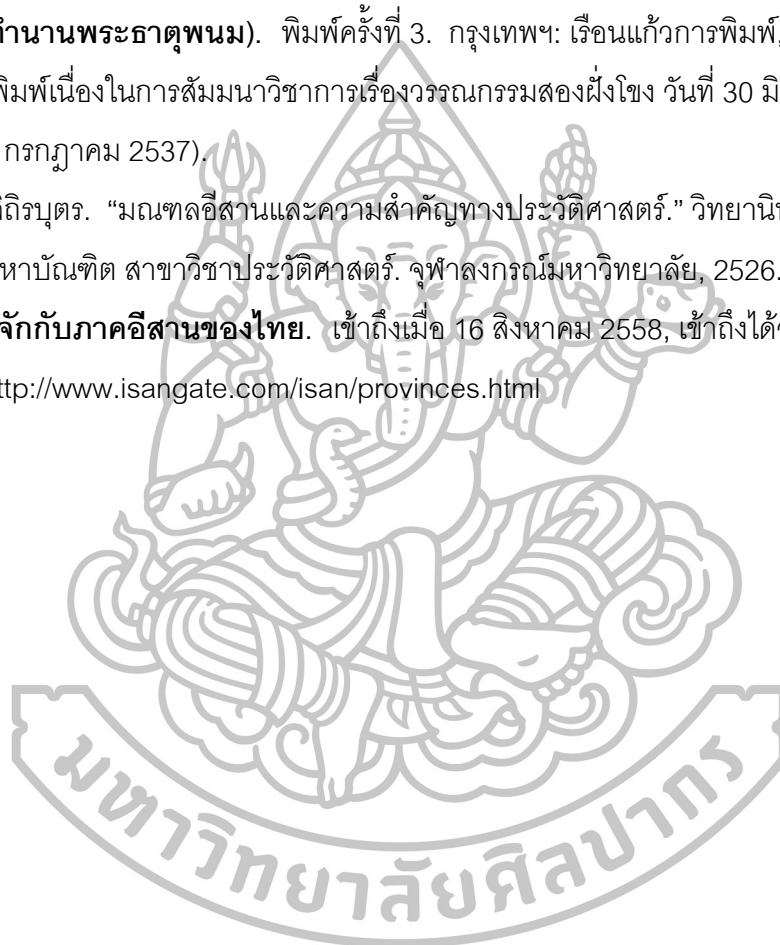 ตำนานพระธาตุพนม). พิมพ์ครั้งที่ 3. กรุงเทพฯ: เรือนแก้วการพิมพ์,
พิมพ์เนื่องในการสัมมนาวิชาการเรื่องวรรณกรรมสองฝั่งโขง วันที่ 30 มิ
กรกฎาคม 2537).
ถิรบุตร. “มณฑลอีสานและความสำคัญทางประวัติศาสตร์.” วิทยานิ
หาบัณฑิต สาขาวิชาประวัติศาสตร์. จุฬาลงกรณ์มหาวิทยาลัย, 2526.
จักกับภาคอีสานของไทย. เข้าถึงเมื่อ 16 สิงหาคม 2558, เข้าถึงได้
ttp://www.isangate.com/isan/provinces.html
มหาวิทยาลัยศิลปากร